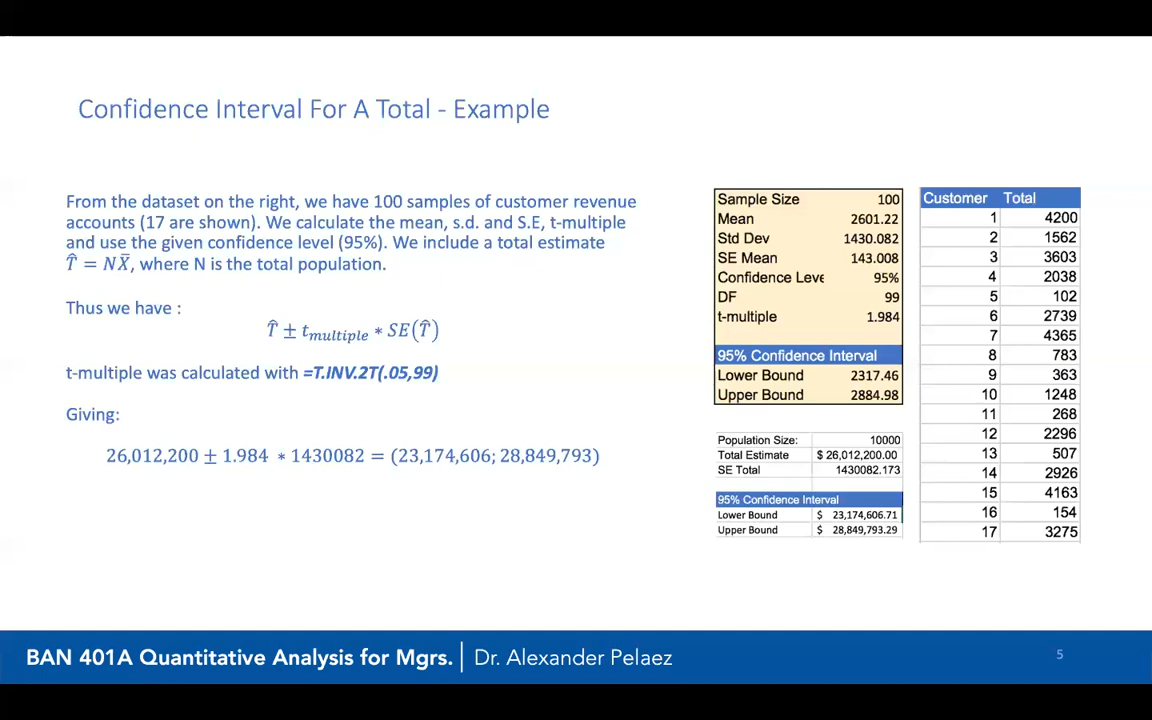 Confidence Interval For A Total - Example
From the dataset on the right, we have 100 samples of customer revenue
accounts (17 are shown). We calculate the mean, s.d. and S.E, t-multiple
and use the given confidence level (95%). We include a total estimate
T̂ = NX̄, where N is the total population.
Thus we have :
T̂ ± t_multiple * SE(T̂)
t-multiple was calculated with =T.INV.2T(.05,99)
Giving:
26,012,200 ± 1.984 * 1430082 = (23,174,606; 28,849,793)
Sample Size 100
Mean 2601.22
Std Dev 1430.082
SE Mean 143.008
Confidence Leve 95%
DF 99
t-multiple 1.984
95% Confidence Interval
Lower Bound 2317.46
Upper Bound 2884.98
Population Size: 10000
Total Estimate $ 26,012,200.00
SE Total 1430082.173
95% Confidence Interval
Lower Bound $ 23,174,606.71
Upper Bound $ 28,849,793.29
Customer Total
1 4200
2 1562
3 3603
4 2038
5 102
6 2739
7 4365
8 783
9 363
10 1248
11 268
12 2296
13 507
14 2926
15 4163
16 154
17 3275
BAN 401A Quantitative Analysis for Mgrs. | Dr. Alexander Pelaez
5